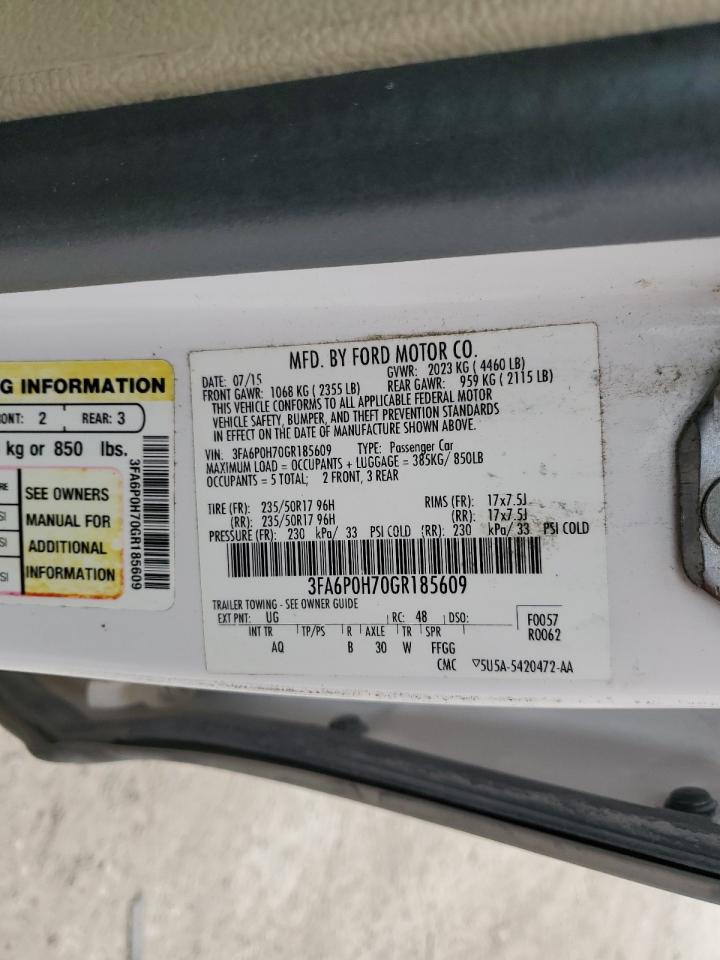 G INFORMATION
ONT: 2 REAR: 3
kg or 850 lbs.
SEE OWNERS
MANUAL FOR
ADDITIONAL
INFORMATION
3FA6P0H70GR185609
MFD. BY FORD MOTOR CO.
DATE: 07/15 GVWR: 2023 KG ( 4460 LB)
FRONT GAWR: 1068 KG ( 2355 LB) REAR GAWR: 959 KG ( 2115 LB)
THIS VEHICLE CONFORMS TO ALL APPLICABLE FEDERAL MOTOR
VEHICLE SAFETY, BUMPER, AND THEFT PREVENTION STANDARDS
IN EFFECT ON THE DATE OF MANUFACTURE SHOWN ABOVE.
VIN: 3FA6P0H70GR185609 TYPE: Passenger Car
MAXIMUM LOAD = OCCUPANTS + LUGGAGE = 385KG/ 850LB
OCCUPANTS = 5 TOTAL; 2 FRONT, 3 REAR
TIRE (FR): 235/50R17 96H RIMS (FR): 17x7.5J
(RR): 235/50R17 96H (RR): 17x7.5J
PRESSURE (FR): 230 kPa/ 33 PSI COLD (RR): 230 kPa/ 33 PSI COLD
3FA6P0H70GR185609
TRAILER TOWING - SEE OWNER GUIDE
EXT PNT: UG RC: 48 DSO: F0057
INT TR TP/PS R AXLE TR SPR R0062
AQ B 30 W FFGG
CMC ▽5U5A-5420472-AA